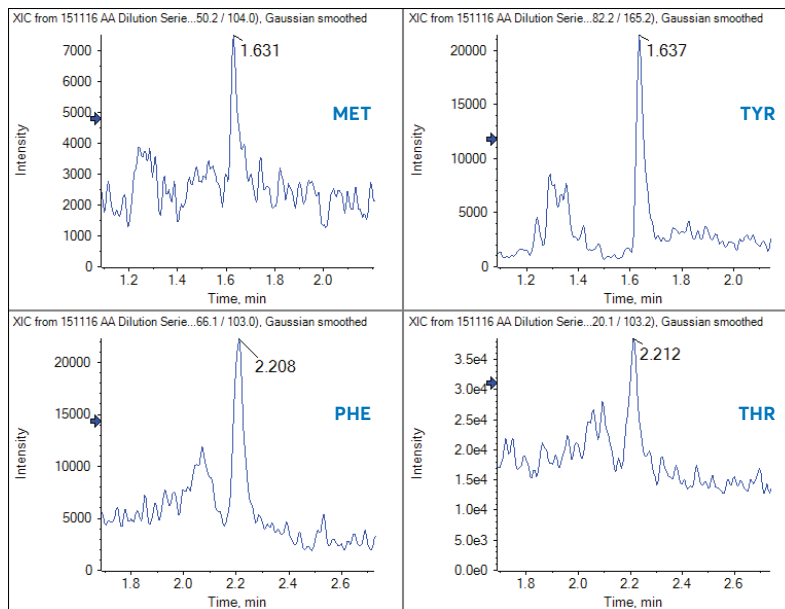 XIC from 151116 AA Dilution Serie...50.2 / 104.0), Gaussian smoothed
7000
6000
5000
4000
3000
2000
1000
0
Intensity
1.631
MET
1.2
1.4
1.6
1.8
2.0
Time, min
XIC from 151116 AA Dilution Serie...82.2 / 165.2), Gaussian smoothed
20000
15000
10000
5000
0
Intensity
1.637
TYR
1.2
1.4
1.6
1.8
2.0
Time, min
XIC from 151116 AA Dilution Serie...66.1 / 103.0), Gaussian smoothed
20000
15000
10000
5000
0
Intensity
2.208
PHE
1.8
2.0
2.2
2.4
2.6
Time, min
XIC from 151116 AA Dilution Serie...20.1 / 103.2), Gaussian smoothed
3.5e4
3.0e4
2.5e4
2.0e4
1.5e4
1.0e4
5.0e3
0.0e0
Intensity
2.212
THR
1.8
2.0
2.2
2.4
2.6
Time, min